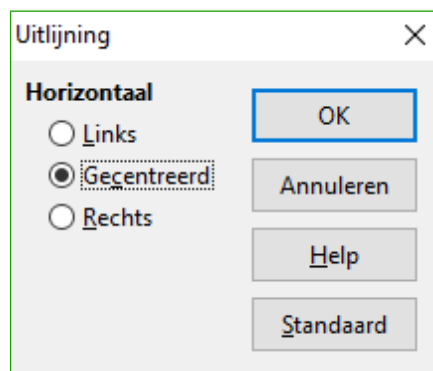 Uitlijning
Horizontaal
Links
Gecentreerd
Rechts
OK
Annuleren
Help
Standaard